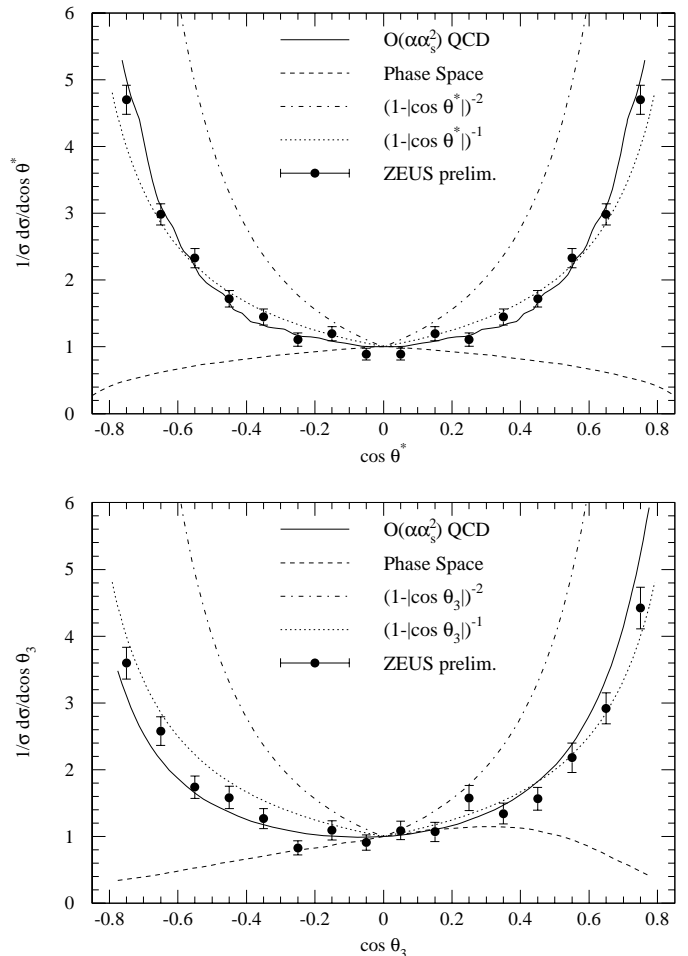 6
5
4
3
2
1
0
1/σ dσ/dcos θ*
O(αα_s^2) QCD
Phase Space
(1-|cos θ*|)^-2
(1-|cos θ*|)^-1
ZEUS prelim.
-0.8 -0.6 -0.4 -0.2 0 0.2 0.4 0.6 0.8
cos θ*
6
5
4
3
2
1
0
1/σ dσ/dcos θ_3
O(αα_s^2) QCD
Phase Space
(1-|cos θ_3|)^-2
(1-|cos θ_3|)^-1
ZEUS prelim.
-0.8 -0.6 -0.4 -0.2 0 0.2 0.4 0.6 0.8
cos θ_3